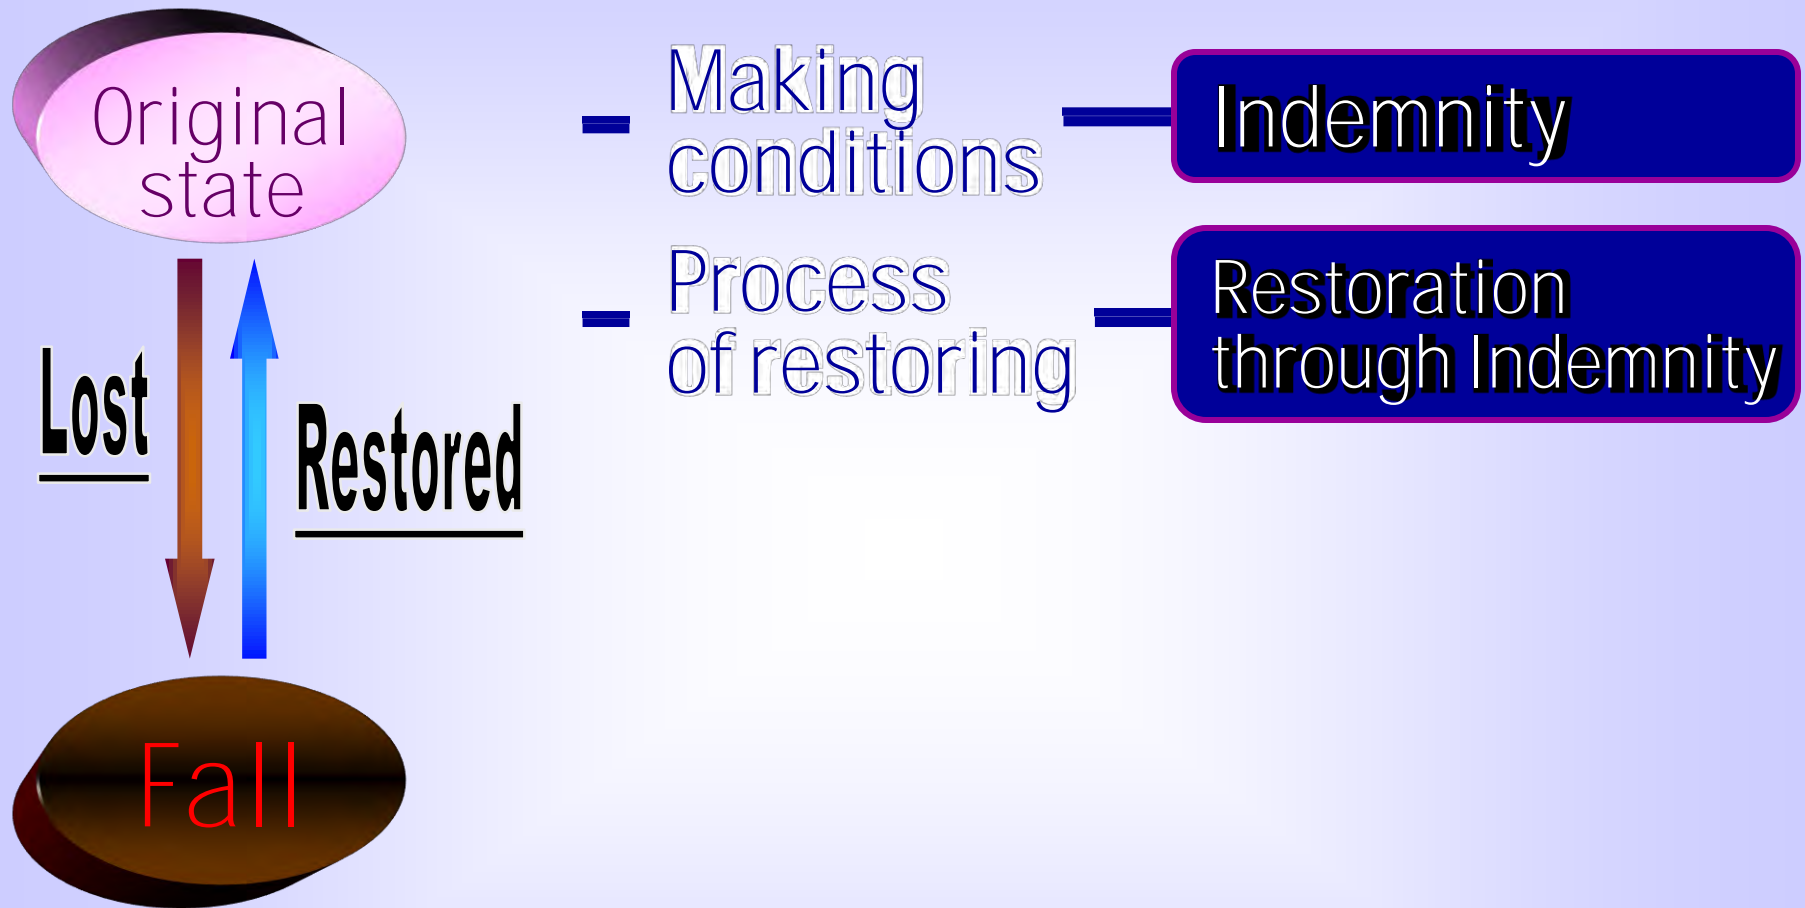 Original
state
Making
conditions
Indemnity
Process
of restoring
Restoration
through Indemnity
Lost
Restored
Fall